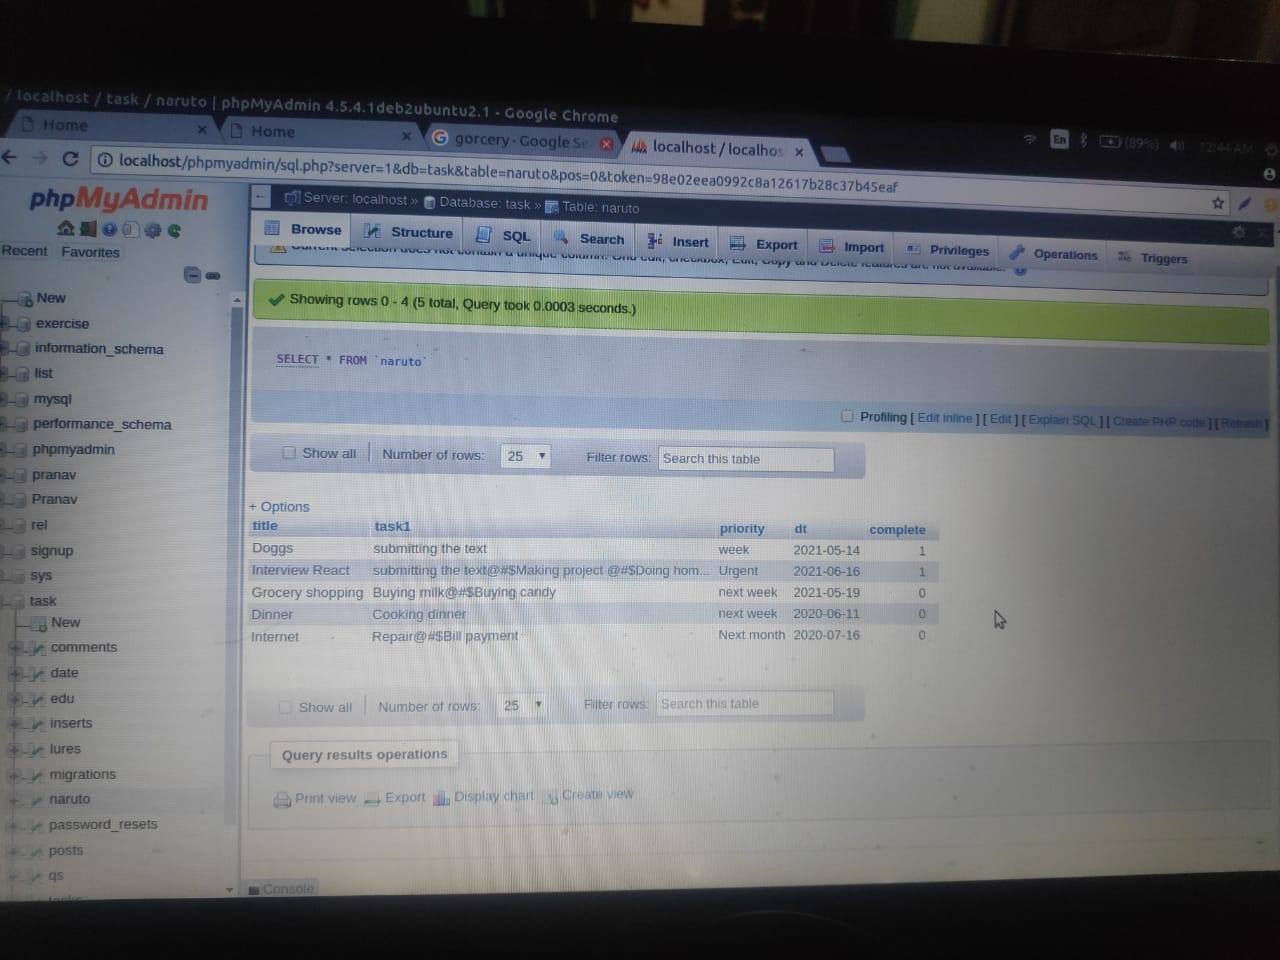 / localhost / task / naruto | phpMyAdmin 4.5.4.1deb2ubuntu2.1 - Google Chrome
Home
Home
gorcery - Google Se
localhost / localhos
En
(89%)
12:44 AM
localhost/phpmyadmin/sql.php?server=1&db=task&table=naruto&pos=0&token=98e02eea0992c8a12617b28c37b45eaf
phpMyAdmin
Server: localhost » Database: task » Table: naruto
Browse Structure SQL Search Insert Export Import Privileges Operations Triggers
Recent Favorites
Current selection does not contain a unique column. Grid edit, checkbox, Edit, Copy and Delete features are not available.
Showing rows 0 - 4 (5 total, Query took 0.0003 seconds.)
SELECT * FROM `naruto`
Profiling [ Edit inline ] [ Edit ] [ Explain SQL ] [ Create PHP code ] [ Refresh ]
Show all Number of rows: 25 Filter rows: Search this table
+ Options
title task1 priority dt complete
Doggs submitting the text week 2021-05-14 1
Interview React submitting the text@#$Making project @#$Doing hom... Urgent 2021-06-16 1
Grocery shopping Buying milk@#$Buying candy next week 2021-05-19 0
Dinner Cooking dinner next week 2020-06-11 0
Internet Repair@#$Bill payment Next month 2020-07-16 0
Show all Number of rows: 25 Filter rows: Search this table
Query results operations
Print view Export Display chart Create view
Console
New
exercise
information_schema
list
mysql
performance_schema
phpmyadmin
pranav
Pranav
rel
signup
sys
task
New
comments
date
edu
inserts
lures
migrations
naruto
password_resets
posts
qs